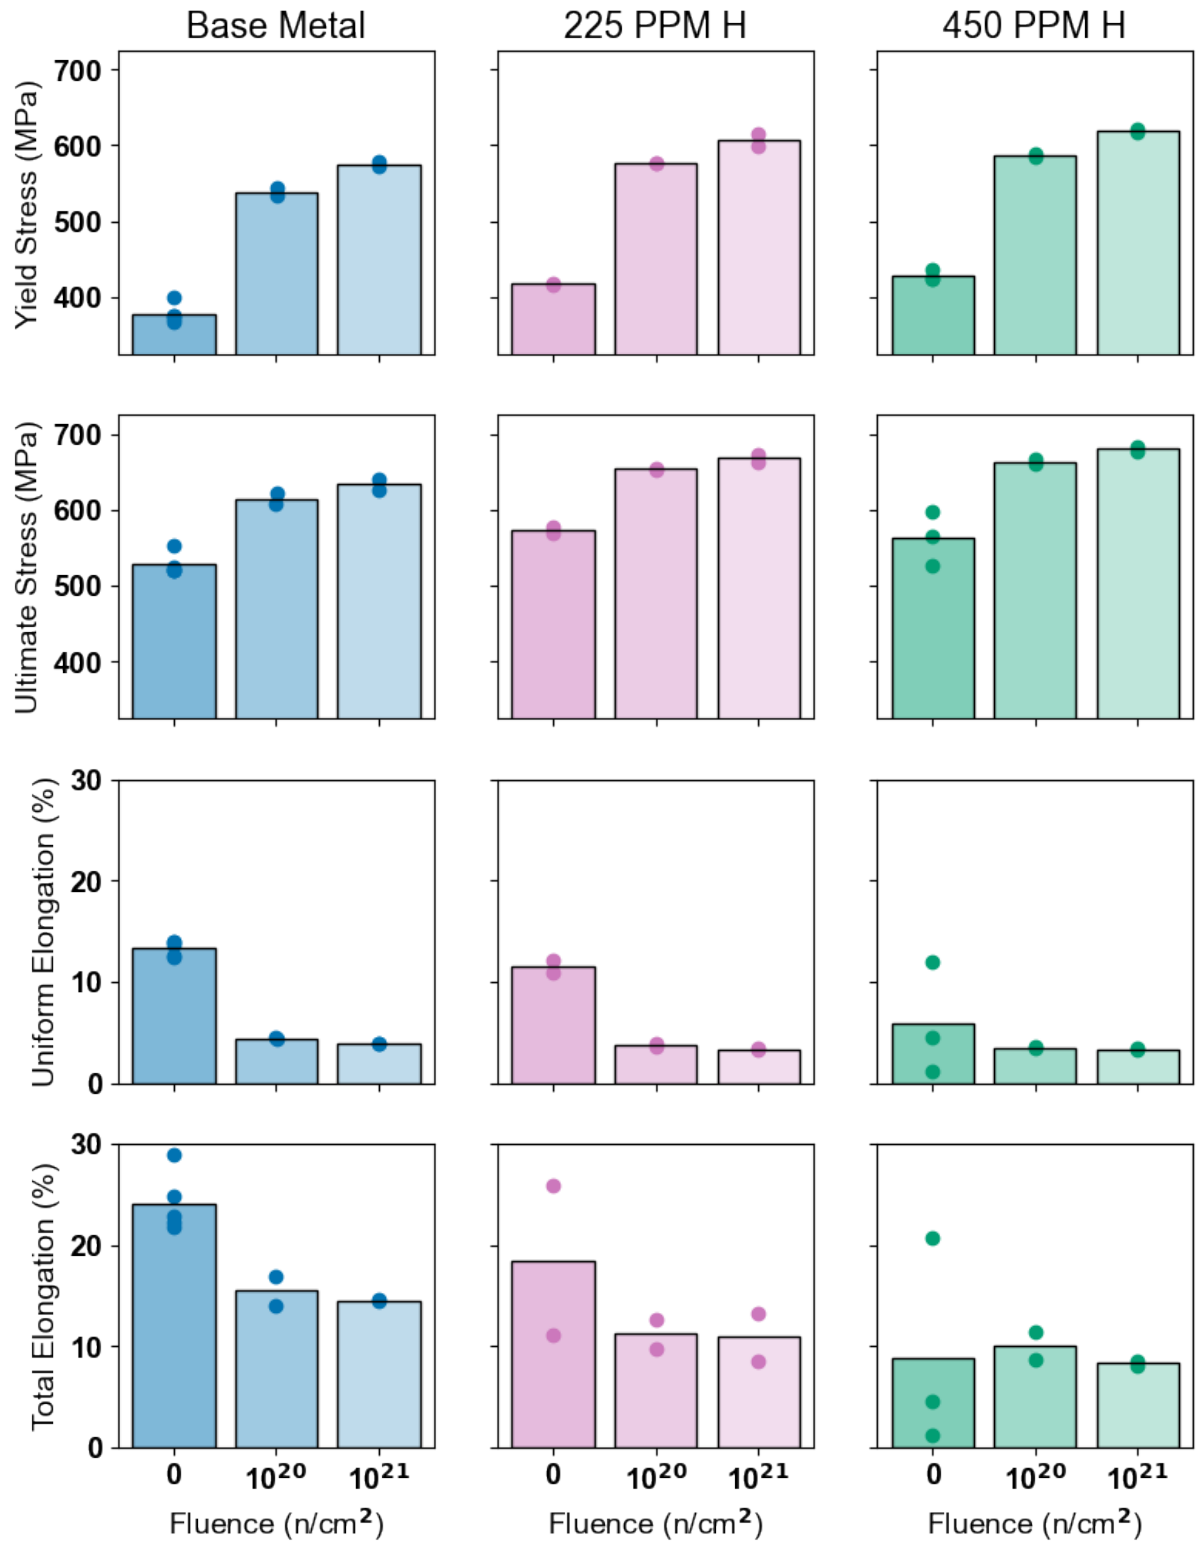 Base Metal
225 PPM H
450 PPM H
Yield Stress (MPa)
700
600
500
400
Ultimate Stress (MPa)
700
600
500
400
Uniform Elongation (%)
30
20
10
0
Total Elongation (%)
30
20
10
0
0 10²⁰ 10²¹
0 10²⁰ 10²¹
0 10²⁰ 10²¹
Fluence (n/cm²)
Fluence (n/cm²)
Fluence (n/cm²)